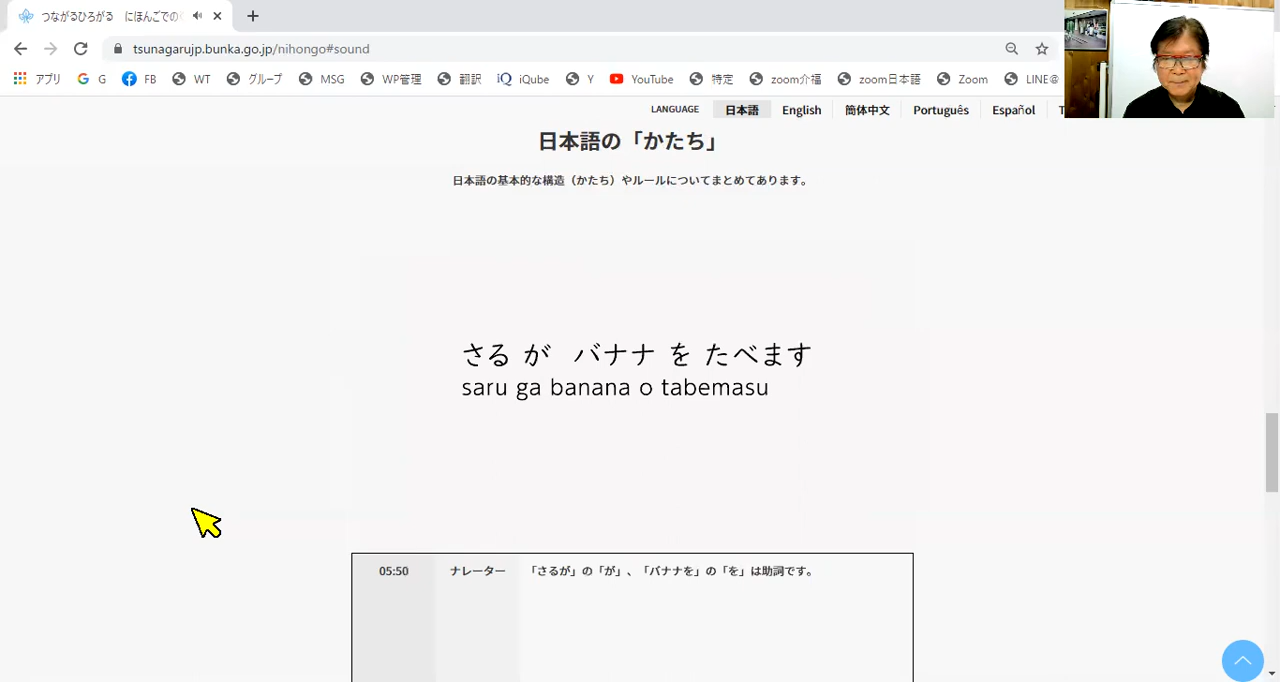 つながるひろがる にほんごでの
tsunagarujp.bunka.go.jp/nihongo#sound
アプリ G FB WT グループ MSG WP管理 翻訳 iQ iQube Y YouTube 特定 zoom介福 zoom日本語 Zoom LINE@
LANGUAGE 日本語 English 简体中文 Português Español
日本語の「かたち」
日本語の基本的な構造（かたち）やルールについてまとめてあります。
さる が バナナ を たべます
saru ga banana o tabemasu
05:50 ナレーター 「さるが」の「が」、「バナナを」の「を」は助詞です。